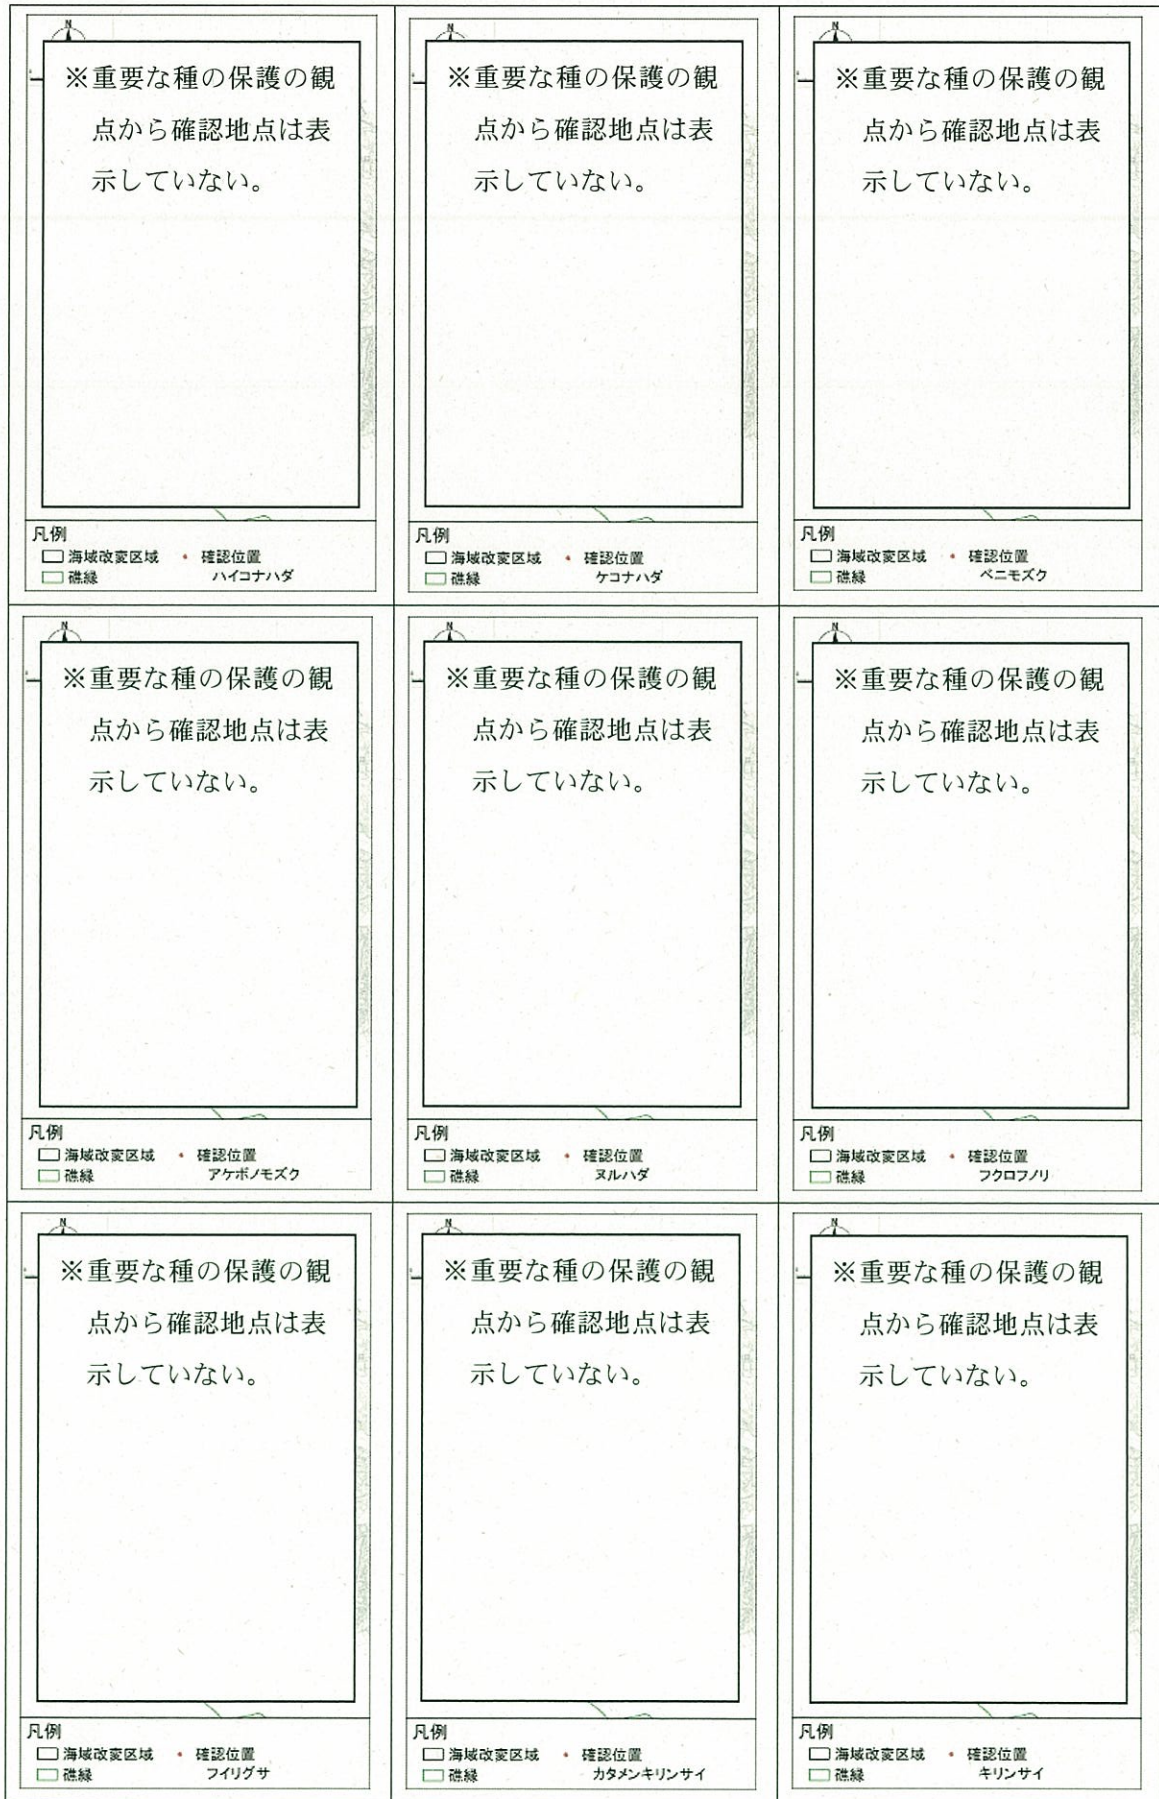 N
※重要な種の保護の観
点から確認地点は表
示していない。
凡例
海域改変区域 ・ 確認位置
礁縁 ハイコナハダ
N
※重要な種の保護の観
点から確認地点は表
示していない。
凡例
海域改変区域 ・ 確認位置
礁縁 ケコナハダ
N
※重要な種の保護の観
点から確認地点は表
示していない。
凡例
海域改変区域 ・ 確認位置
礁縁 ベニモズク
N
※重要な種の保護の観
点から確認地点は表
示していない。
凡例
海域改変区域 ・ 確認位置
礁縁 アケボノモズク
N
※重要な種の保護の観
点から確認地点は表
示していない。
凡例
海域改変区域 ・ 確認位置
礁縁 ヌルハダ
N
※重要な種の保護の観
点から確認地点は表
示していない。
凡例
海域改変区域 ・ 確認位置
礁縁 フクロフノリ
N
※重要な種の保護の観
点から確認地点は表
示していない。
凡例
海域改変区域 ・ 確認位置
礁縁 フイリグサ
N
※重要な種の保護の観
点から確認地点は表
示していない。
凡例
海域改変区域 ・ 確認位置
礁縁 カタメンキリンサイ
N
※重要な種の保護の観
点から確認地点は表
示していない。
凡例
海域改変区域 ・ 確認位置
礁縁 キリンサイ